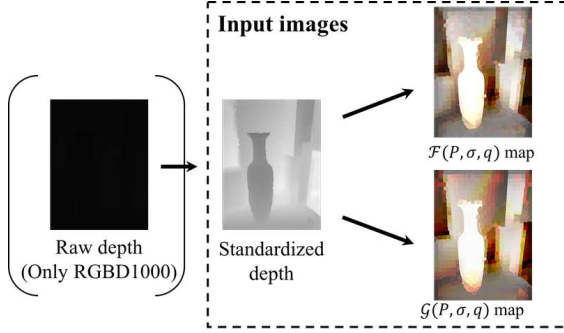 Input images
Raw depth
(Only RGBD1000)
Standardized
depth
ℱ(𝑃, 𝜎, 𝑞) map
𝒢(𝑃, 𝜎, 𝑞) map